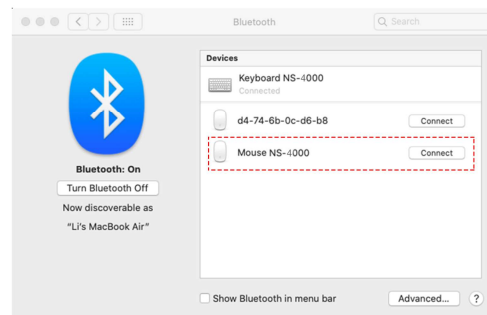 Bluetooth
Search
Devices
Keyboard NS-4000
Connected
d4-74-6b-0c-d6-b8
Connect
Mouse NS-4000
Connect
Bluetooth: On
Turn Bluetooth Off
Now discoverable as
“Li's MacBook Air”
Show Bluetooth in menu bar
Advanced...
?